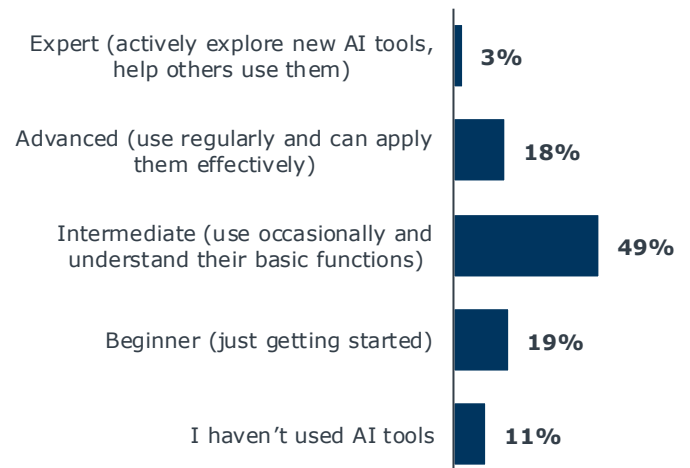 Expert (actively explore new AI tools,
help others use them)
3%
Advanced (use regularly and can apply
them effectively)
18%
Intermediate (use occasionally and
understand their basic functions)
49%
Beginner (just getting started)
19%
I haven’t used AI tools
11%